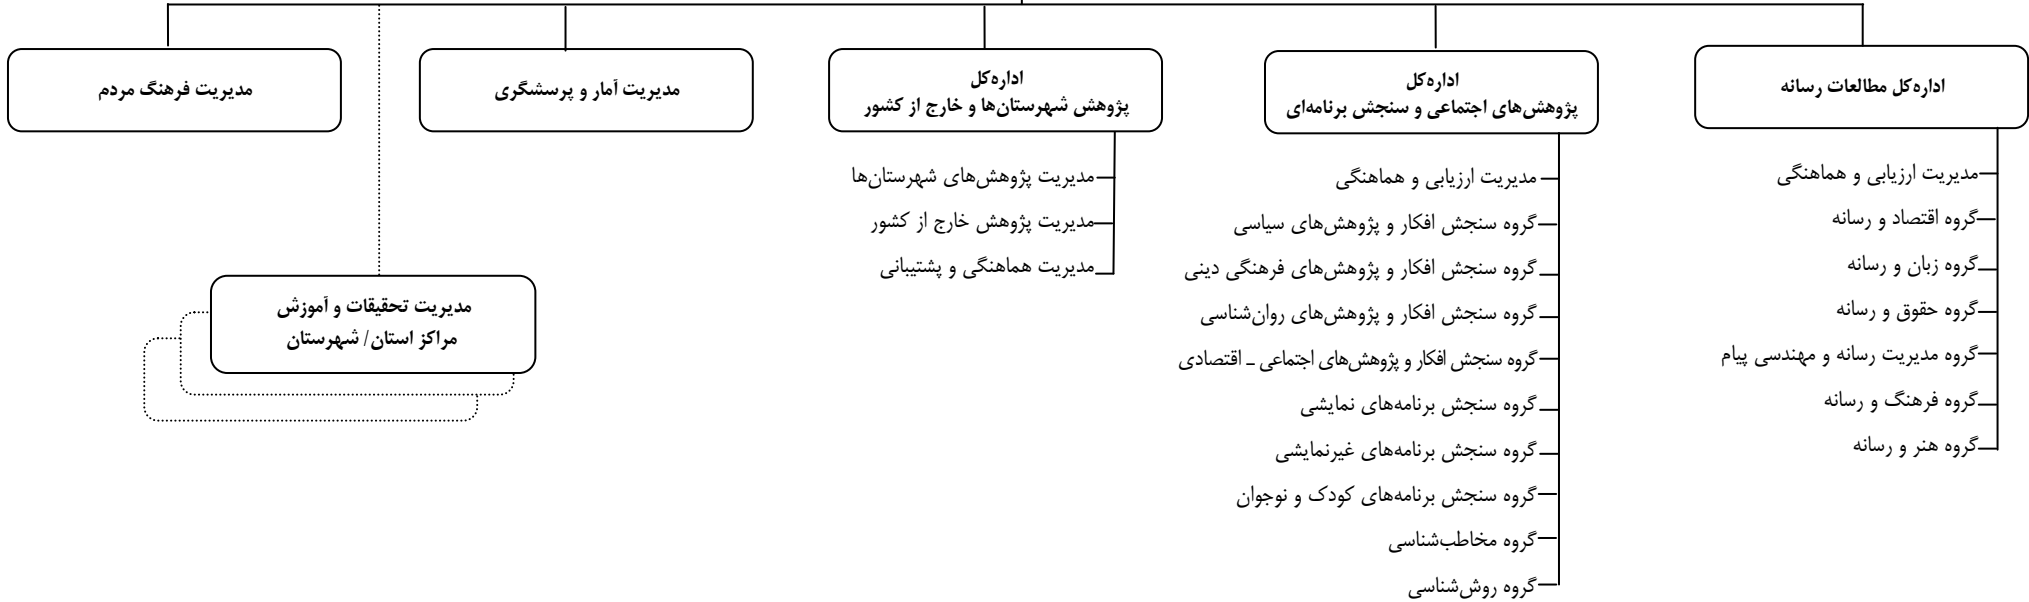 اداره‌کل مطالعات رسانه
مدیریت ارزیابی و هماهنگی
گروه اقتصاد و رسانه
گروه زبان و رسانه
گروه حقوق و رسانه
گروه مدیریت رسانه و مهندسی پیام
گروه فرهنگ و رسانه
گروه هنر و رسانه
اداره‌کل
پژوهش‌های اجتماعی و سنجش برنامه‌ای
مدیریت ارزیابی و هماهنگی
گروه سنجش افکار و پژوهش‌های سیاسی
گروه سنجش افکار و پژوهش‌های فرهنگی دینی
گروه سنجش افکار و پژوهش‌های روان‌شناسی
گروه سنجش افکار و پژوهش‌های اجتماعی ـ اقتصادی
گروه سنجش برنامه‌های نمایشی
گروه سنجش برنامه‌های غیرنمایشی
گروه سنجش برنامه‌های کودک و نوجوان
گروه مخاطب‌شناسی
گروه روش‌شناسی
اداره‌کل
پژوهش شهرستان‌ها و خارج از کشور
مدیریت پژوهش‌های شهرستان‌ها
مدیریت پژوهش خارج از کشور
مدیریت هماهنگی و پشتیبانی
مدیریت آمار و پرسشگری
مدیریت فرهنگ مردم
مدیریت تحقیقات و آموزش
مراکز استان/ شهرستان